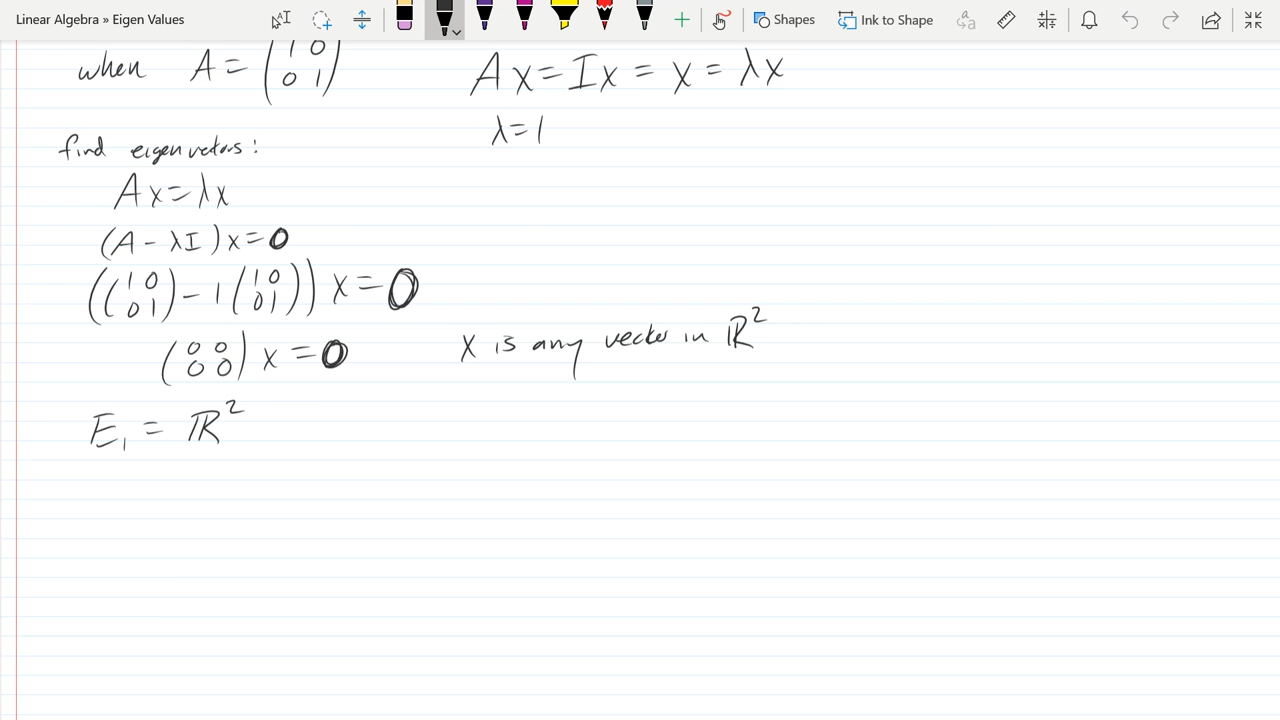 Linear Algebra » Eigen Values
Shapes
Ink to Shape
when A = (1 0 0 1) Ax = Ix = x = λx
λ = 1
find eigenvectors:
Ax = λx
(A - λI)x = 0
((1 0 0 1) - 1(1 0 0 1)) x = 0
(0 0 0 0) x = 0 x is any vector in ℝ²
E₁ = ℝ²